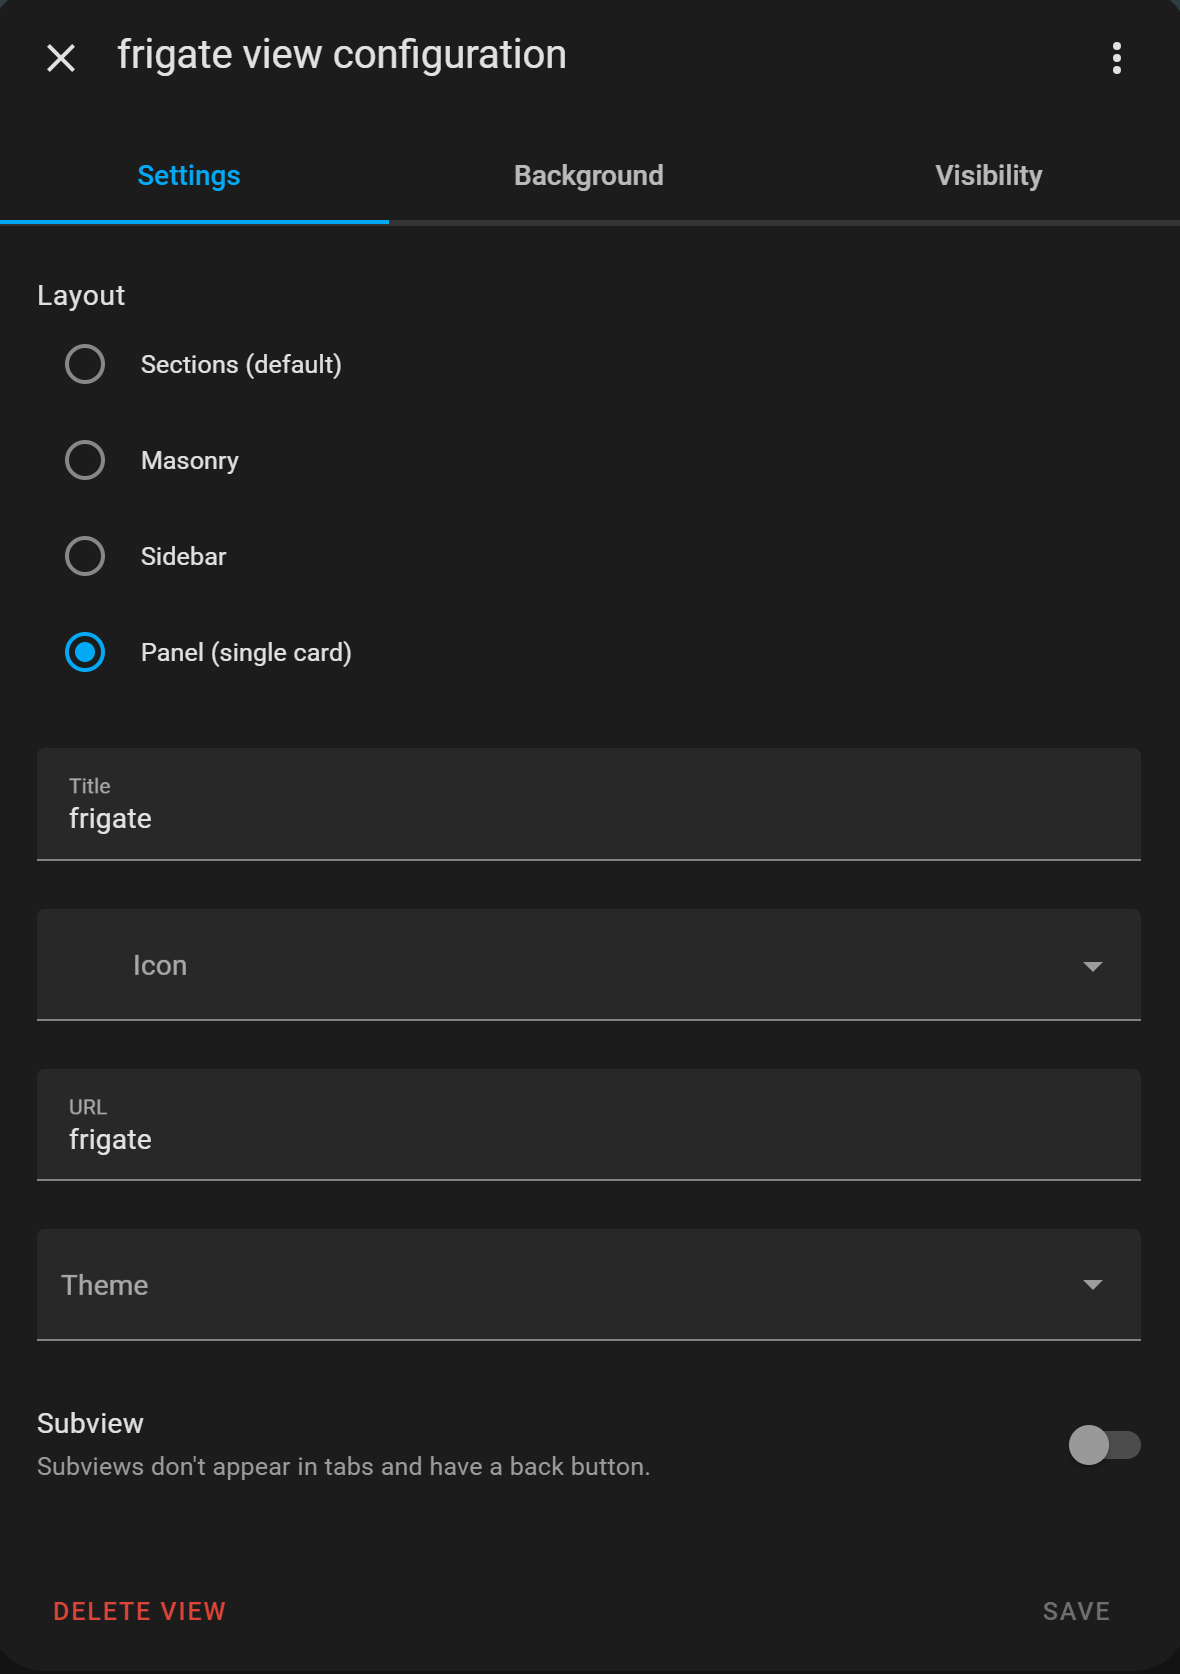 frigate view configuration
Settings
Background
Visibility
Layout
Sections (default)
Masonry
Sidebar
Panel (single card)
Title
frigate
Icon
URL
frigate
Theme
Subview
Subviews don't appear in tabs and have a back button.
DELETE VIEW
SAVE